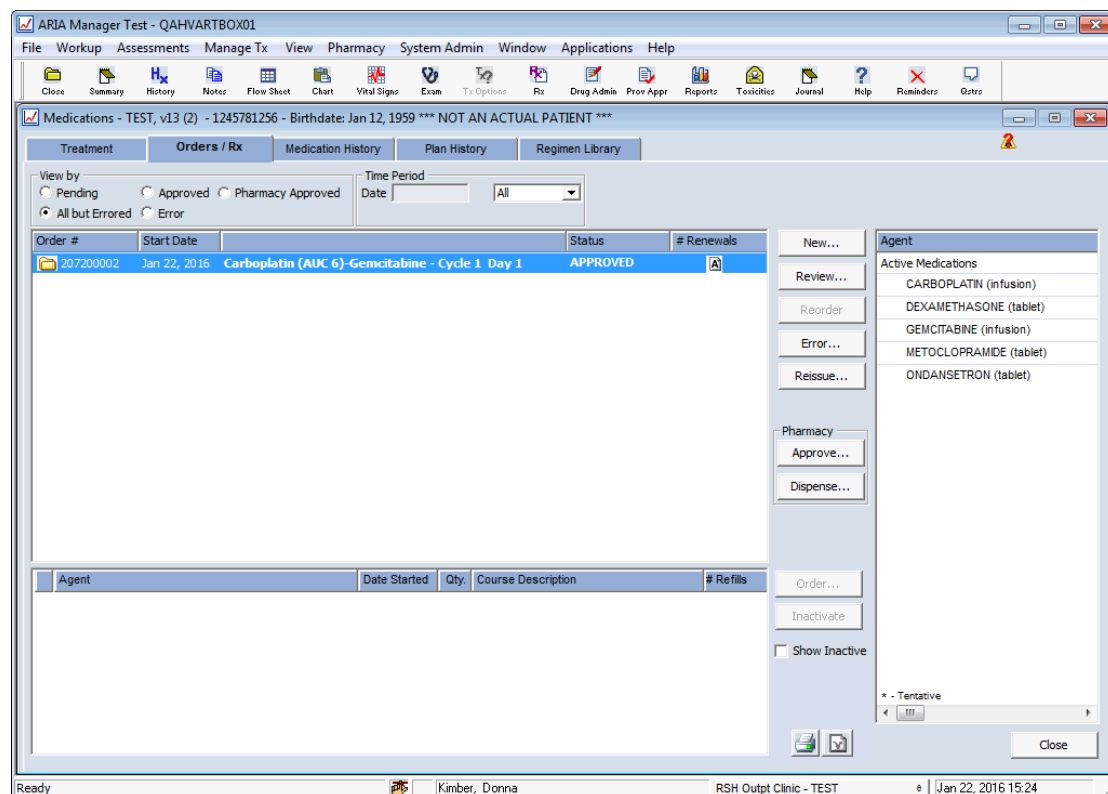 ARIA Manager Test - QAHVARTBOX01
File Workup Assessments Manage Tx View Pharmacy System Admin Window Applications Help
Close Summary History Notes Flow Sheet Chart Vital Signs Exam Tx Options Rx Drug Admin Prov Appr Reports Toxicities Journal Help Reminders Qstrs
Medications - TEST, v13 (2) - 1245781256 - Birthdate: Jan 12, 1959 *** NOT AN ACTUAL PATIENT ***
Treatment Orders / Rx Medication History Plan History Regimen Library
View by Time Period
Pending Approved Pharmacy Approved Date All
All but Errored Error
Order # Start Date Status # Renewals
207200002 Jan 22, 2016 Carboplatin (AUC 6)-Gemcitabine - Cycle 1 Day 1 APPROVED A
New...
Review...
Reorder
Error...
Reissue...
Pharmacy
Approve...
Dispense...
Agent
Active Medications
CARBOPLATIN (infusion)
DEXAMETHASONE (tablet)
GEMCITABINE (infusion)
METOCLOPRAMIDE (tablet)
ONDANSETRON (tablet)
Agent Date Started Qty. Course Description # Refills
Order...
Inactivate
Show Inactive
* - Tentative
Close
Ready Kimber, Donna RSH Outpt Clinic - TEST Jan 22, 2016 15:24